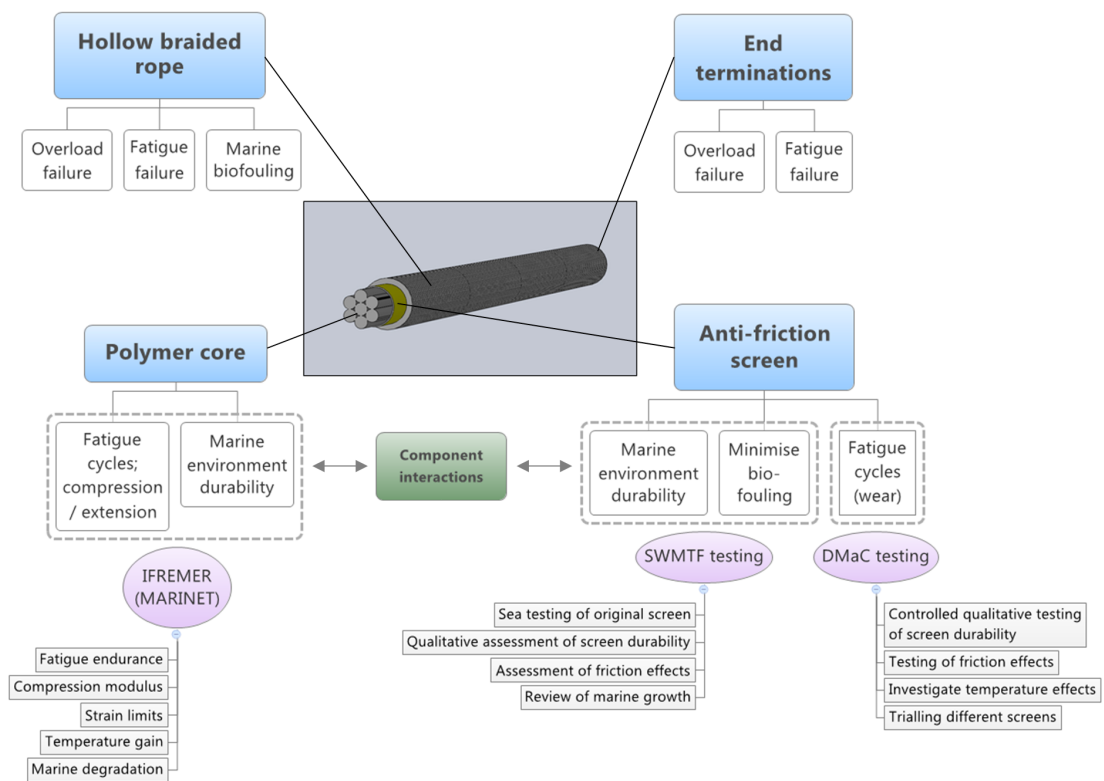 Hollow braided
rope
Overload
failure
Fatigue
failure
Marine
biofouling
End
terminations
Overload
failure
Fatigue
failure
Polymer core
Fatigue
cycles;
compression
/ extension
Marine
environment
durability
Component
interactions
Anti-friction
screen
Marine
environment
durability
Minimise
bio-
fouling
Fatigue
cycles
(wear)
IFREMER
(MARINET)
Fatigue endurance
Compression modulus
Strain limits
Temperature gain
Marine degradation
SWMTF testing
Sea testing of original screen
Qualitative assessment of screen durability
Assessment of friction effects
Review of marine growth
DMaC testing
Controlled qualitative testing
of screen durability
Testing of friction effects
Investigate temperature effects
Trialling different screens